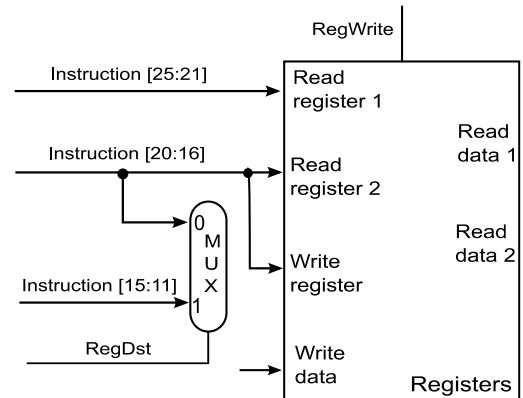 RegWrite
Instruction [25:21]
Read
register 1
Read
data 1
Instruction [20:16]
Read
register 2
0
M
U
X
1
Read
data 2
Write
register
Instruction [15:11]
RegDst
Write
data
Registers